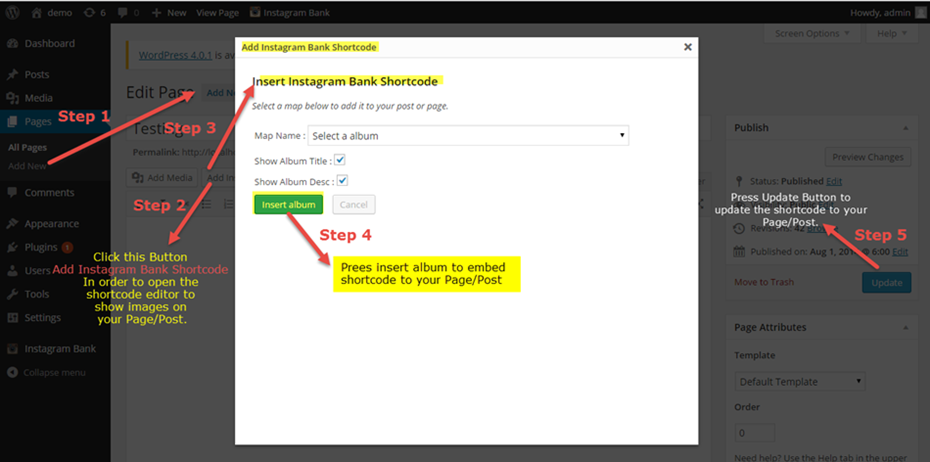 demo
6
0
New
View Page
Instagram Bank
Howdy, admin
Dashboard
Posts
Media
Pages
All Pages
Add New
Comments
Appearance
Plugins 1
Users
Tools
Settings
Instagram Bank
Collapse menu
Screen Options
Help
WordPress 4.0.1 is
Edit Page
Add
Step 1
Step 3
Permalink: http://
Add Media
Step 2
Click this Button
Add Instagram Bank Shortcode
In order to open the
shortcode editor to
show images on
your Page/Post.
Add Instagram Bank Shortcode
Insert Instagram Bank Shortcode
Select a map below to add it to your post or page.
Map Name : Select a album
Show Album Title :
Show Album Desc :
Insert album
Cancel
Step 4
Prees insert album to embed
shortcode to your Page/Post
Publish
Preview Changes
Status: Published Edit
Press Update Button to
update the shortcode to your
Page/Post.
Revisions: 42
Step 5
Published on: Aug 1, @ 6:00 Edit
Move to Trash
Update
Page Attributes
Template
Default Template
Order
0
Need help? Use the Help tab in the upper